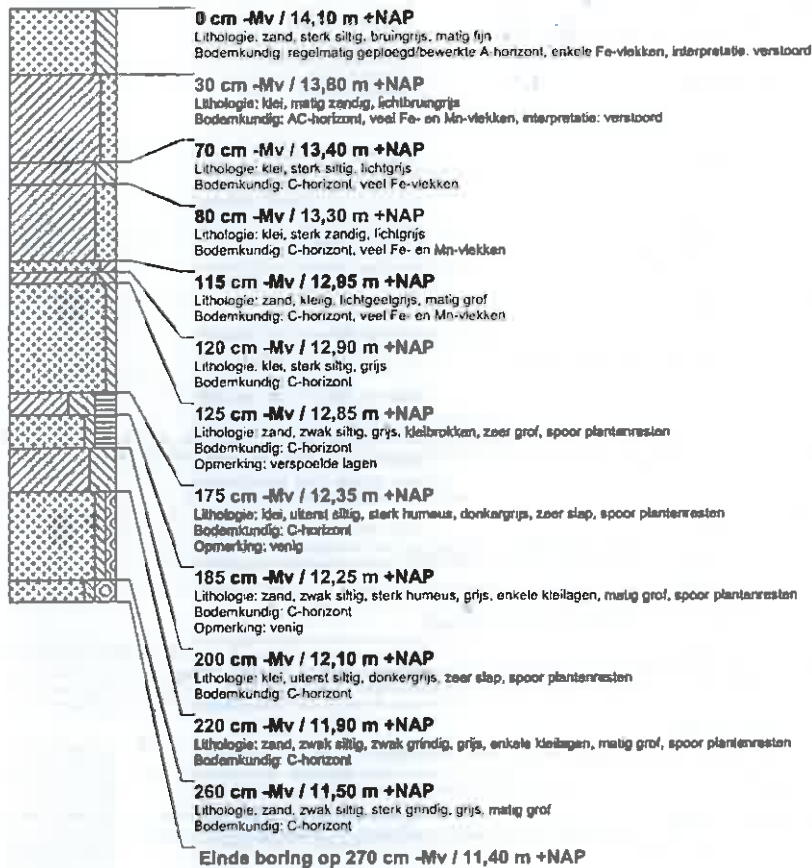 0 cm -Mv / 14,10 m +NAP
Lithologie: zand, sterk siltig, bruingrijs, matig fijn
Bodemkundig: regelmatig geploegd/bewerkte A-horizont, enkele Fe-vlekken, interpretatie: verstoord
30 cm -Mv / 13,80 m +NAP
Lithologie: klei, matig zandig, lichtbruingrijs
Bodemkundig: AC-horizont, veel Fe- en Mn-vlekken, interpretatie: verstoord
70 cm -Mv / 13,40 m +NAP
Lithologie: klei, sterk siltig, lichtgrijs
Bodemkundig: C-horizont, veel Fe-vlekken
80 cm -Mv / 13,30 m +NAP
Lithologie: klei, sterk zandig, lichtgrijs
Bodemkundig: C-horizont, veel Fe- en Mn-vlekken
115 cm -Mv / 12,95 m +NAP
Lithologie: zand, kleiig, lichtgeelgrijs, matig grof
Bodemkundig: C-horizont, veel Fe- en Mn-vlekken
120 cm -Mv / 12,90 m +NAP
Lithologie: klei, sterk siltig, grijs
Bodemkundig: C-horizont
125 cm -Mv / 12,85 m +NAP
Lithologie: zand, zwak siltig, grijs, kleibrokken, zeer grof, spoor plantenresten
Bodemkundig: C-horizont
Opmerking: verspoelde lagen
175 cm -Mv / 12,35 m +NAP
Lithologie: klei, uiterst siltig, sterk humeus, donkergrijs, zeer slap, spoor plantenresten
Bodemkundig: C-horizont
Opmerking: venig
185 cm -Mv / 12,25 m +NAP
Lithologie: zand, zwak siltig, sterk humeus, grijs, enkele kleilagen, matig grof, spoor plantenresten
Bodemkundig: C-horizont
Opmerking: venig
200 cm -Mv / 12,10 m +NAP
Lithologie: klei, uiterst siltig, donkergrijs, zeer slap, spoor plantenresten
Bodemkundig: C-horizont
220 cm -Mv / 11,90 m +NAP
Lithologie: zand, zwak siltig, zwak grindig, grijs, enkele kleilagen, matig grof, spoor plantenresten
Bodemkundig: C-horizont
260 cm -Mv / 11,50 m +NAP
Lithologie: zand, zwak siltig, sterk grindig, grijs, matig grof
Bodemkundig: C-horizont
Einde boring op 270 cm -Mv / 11,40 m +NAP